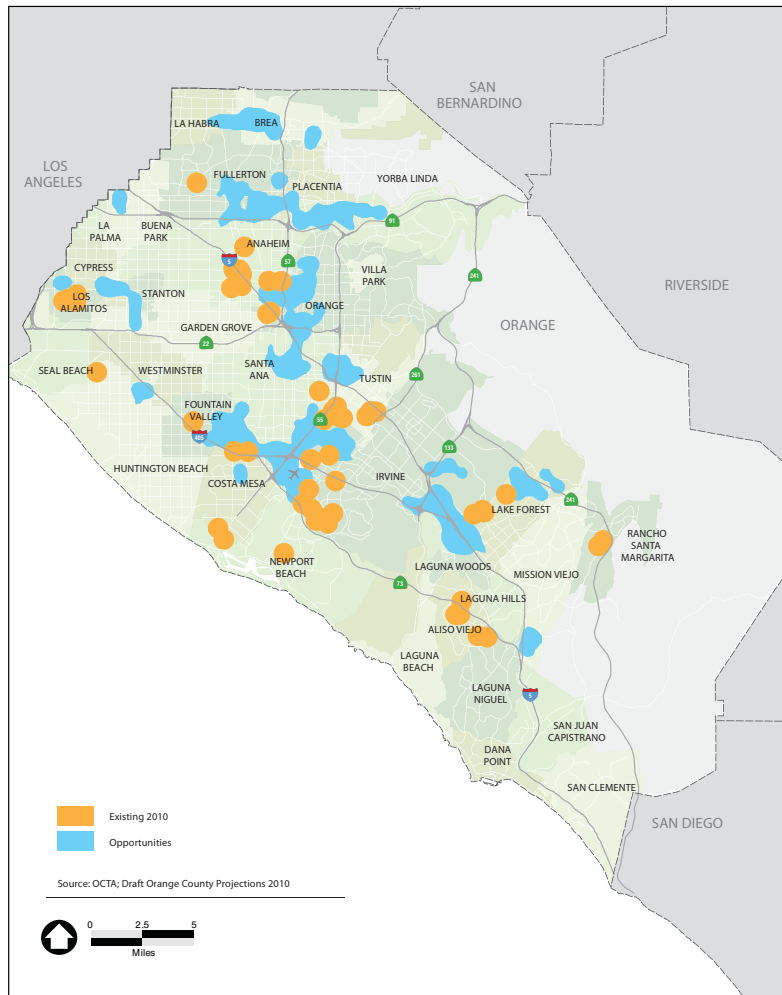 SAN
BERNARDINO
LA HABRA
BREA
LOS
ANGELES
FULLERTON
PLACENTIA
YORBA LINDA
91
LA
PALMA
BUENA
PARK
ANAHEIM
5
57
VILLA
PARK
241
CYPRESS
RIVERSIDE
LOS
ALAMITOS
STANTON
ORANGE
ORANGE
GARDEN GROVE
22
SEAL BEACH
WESTMINSTER
SANTA
ANA
TUSTIN
261
FOUNTAIN
VALLEY
55
405
133
HUNTINGTON BEACH
COSTA MESA
IRVINE
241
LAKE FOREST
RANCHO
SANTA
MARGARITA
NEWPORT
BEACH
LAGUNA WOODS
MISSION VIEJO
73
LAGUNA HILLS
ALISO VIEJO
LAGUNA
BEACH
LAGUNA
NIGUEL
5
SAN JUAN
CAPISTRANO
DANA
POINT
SAN CLEMENTE
SAN DIEGO
Existing 2010
Opportunities
Source: OCTA; Draft Orange County Projections 2010
0 2.5 5
Miles